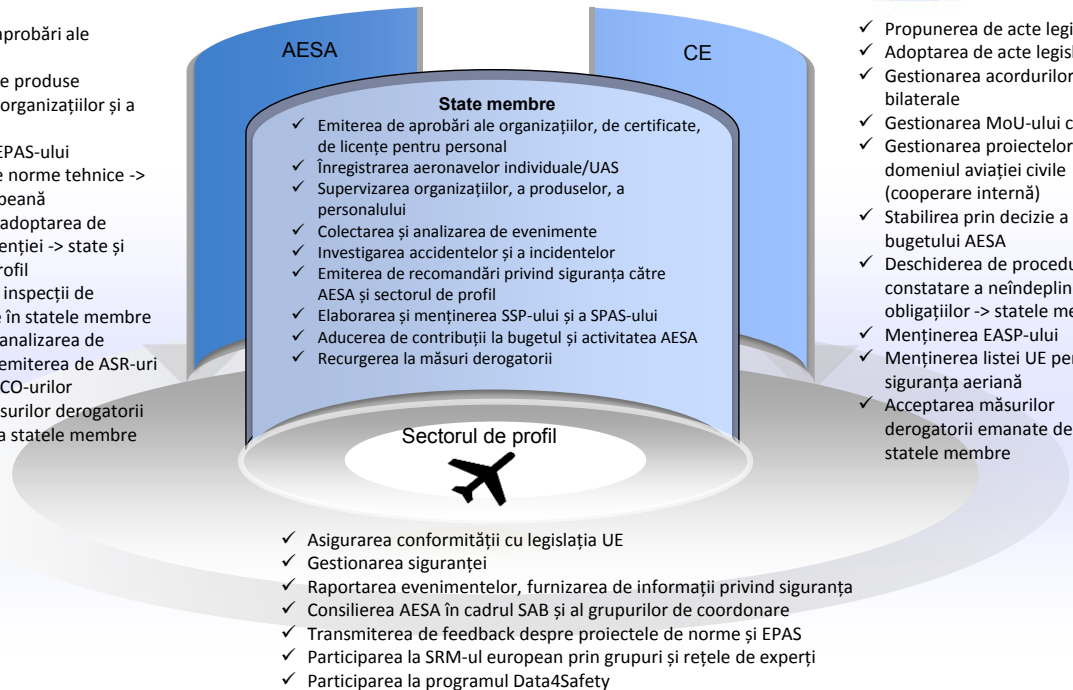 aprobări ale
e produse
organizațiilor și a
EPAS-ului
e norme tehnice ->
peană
adoptarea de
enției -> state și
rofil
inspecții de
e în statele membre
analizarea de
emiterea de ASR-uri
CO-urilor
surilor derogatorii
a statele membre
AESA
CE
State membre
✓ Emiterea de aprobări ale organizațiilor, de certificate,
de licențe pentru personal
✓ Înregistrarea aeronavelor individuale/UAS
✓ Supervizarea organizațiilor, a produselor, a
personalului
✓ Colectarea și analizarea de evenimente
✓ Investigarea accidentelor și a incidentelor
✓ Emiterea de recomandări privind siguranța către
AESA și sectorul de profil
✓ Elaborarea și menținerea SSP-ului și a SPAS-ului
✓ Aducerea de contribuții la bugetul și activitatea AESA
✓ Recurgerea la măsuri derogatorii
✓ Propunerea de acte legi
✓ Adoptarea de acte legisl
✓ Gestionarea acordurilor
bilaterale
✓ Gestionarea MoU-ului c
✓ Gestionarea proiectelor
domeniul aviației civile
(cooperare internă)
✓ Stabilirea prin decizie a
bugetului AESA
✓ Deschiderea de procedu
constatare a neîndeplin
obligațiilor -> statele me
✓ Menținerea EASP-ului
✓ Menținerea listei UE per
siguranța aeriană
✓ Acceptarea măsurilor
derogatorii emanate de
statele membre
Sectorul de profil
✓ Asigurarea conformității cu legislația UE
✓ Gestionarea siguranței
✓ Raportarea evenimentelor, furnizarea de informații privind siguranța
✓ Consilierea AESA în cadrul SAB și al grupurilor de coordonare
✓ Transmiterea de feedback despre proiectele de norme și EPAS
✓ Participarea la SRM-ul european prin grupuri și rețele de experți
✓ Participarea la programul Data4Safety